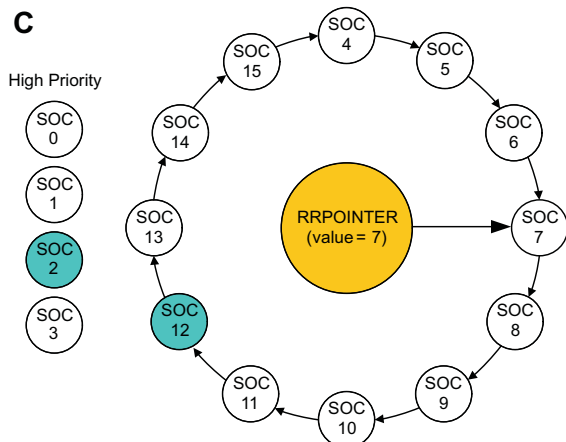 C
High Priority
SOC
0
SOC
1
SOC
2
SOC
3
SOC
4
SOC
5
SOC
6
SOC
7
SOC
8
SOC
9
SOC
10
SOC
11
SOC
12
SOC
13
SOC
14
SOC
15
RRPOINTER
(value = 7)